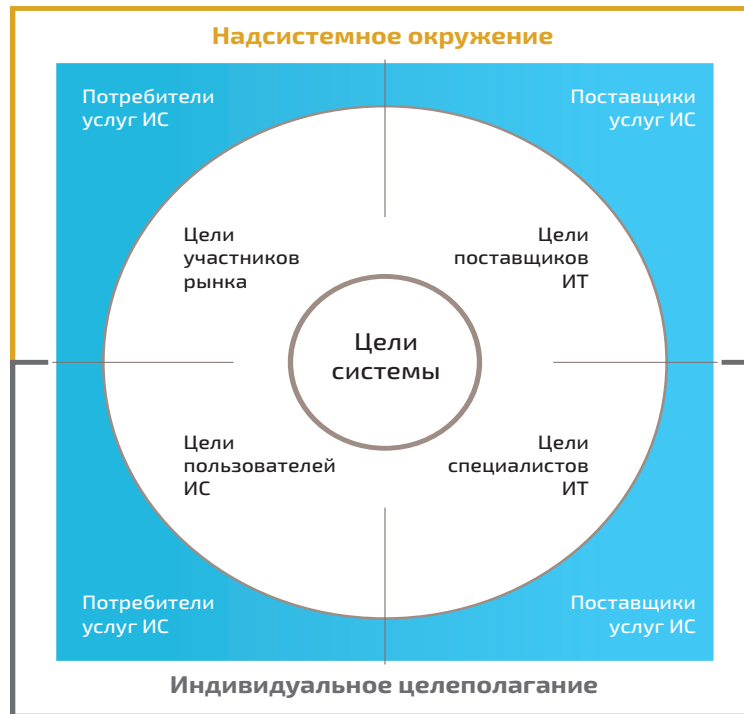 Надсистемное окружение
Потребители
услуг ИС
Поставщики
услуг ИС
Цели
участников
рынка
Цели
поставщиков
ИТ
Цели
системы
Цели
пользователей
ИС
Цели
специалистов
ИТ
Потребители
услуг ИС
Поставщики
услуг ИС
Индивидуальное целеполагание